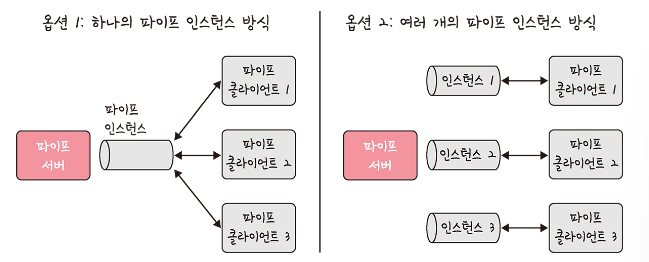 옵션 1: 하나의 파이프 인스턴스 방식
파이프
인스턴스
파이프
서버
파이프
클라이언트 1
파이프
클라이언트 2
파이프
클라이언트 3
옵션 2: 여러 개의 파이프 인스턴스 방식
파이프
서버
인스턴스 1
파이프
클라이언트 1
인스턴스 2
파이프
클라이언트 2
인스턴스 3
파이프
클라이언트 3